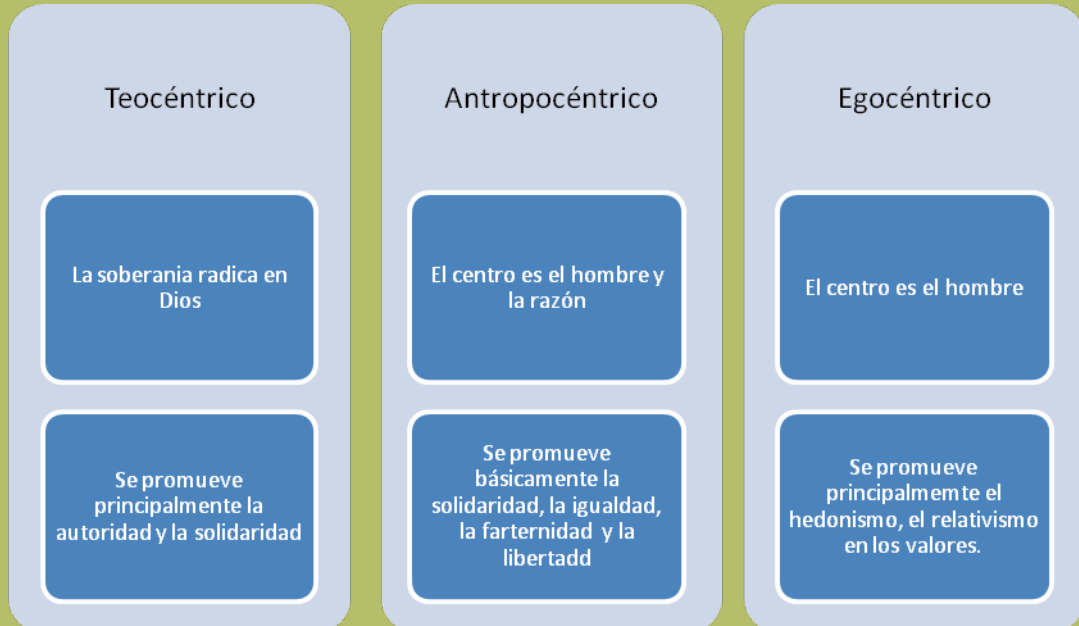 Teocéntrico
La soberania radica en
Dios
Se promueve
principalmente la
autoridad y la solidaridad
Antropocéntrico
El centro es el hombre y
la razón
Se promueve
básicamente la
solidaridad, la igualdad,
la farternidad y la
libertadd
Egocéntrico
El centro es el hombre
Se promueve
principalmemte el
hedonismo, el relativismo
en los valores.